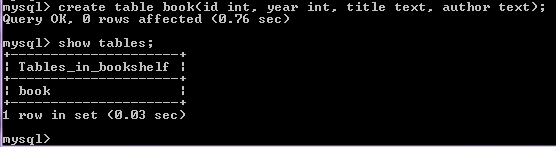 mysql> create table book(id int, year int, title text, author text);
Query OK, 0 rows affected (0.76 sec)
mysql> show tables;
+---------------------+
¦ Tables_in_bookshelf ¦
+---------------------+
¦ book                ¦
+---------------------+
1 row in set (0.03 sec)
mysql>